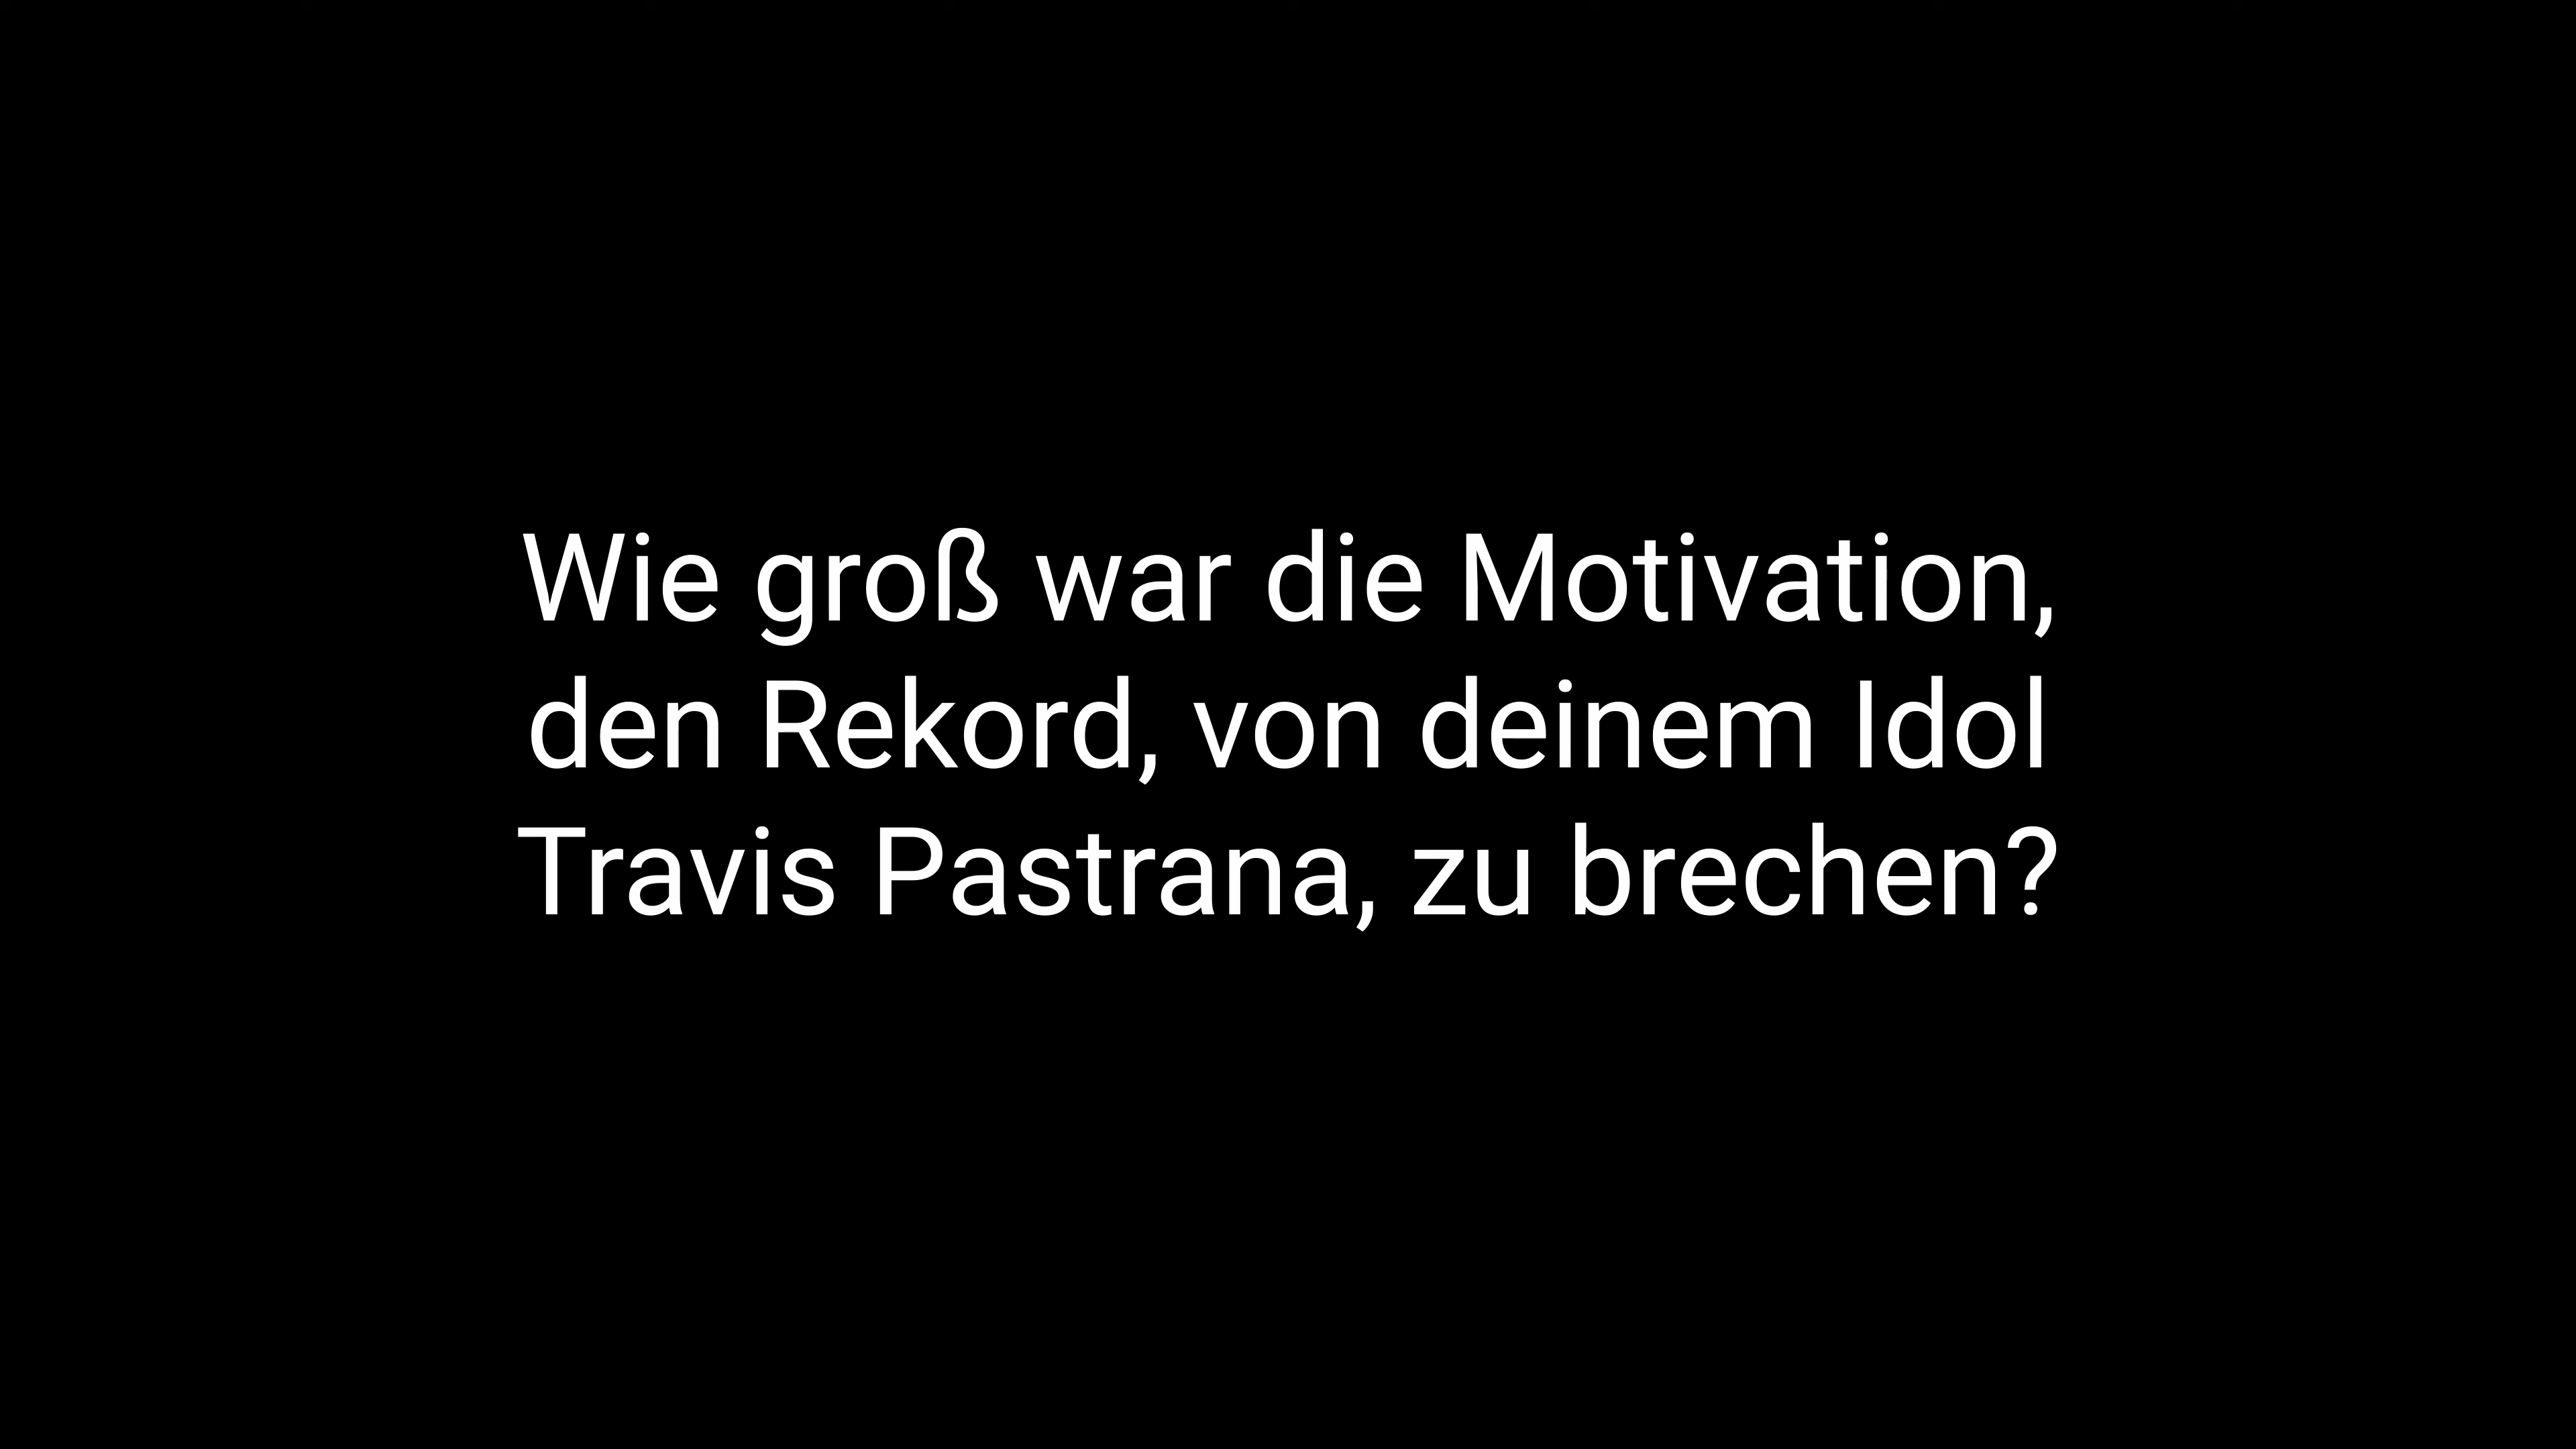 Wie groß war die Motivation,
den Rekord, von deinem Idol
Travis Pastrana, zu brechen?